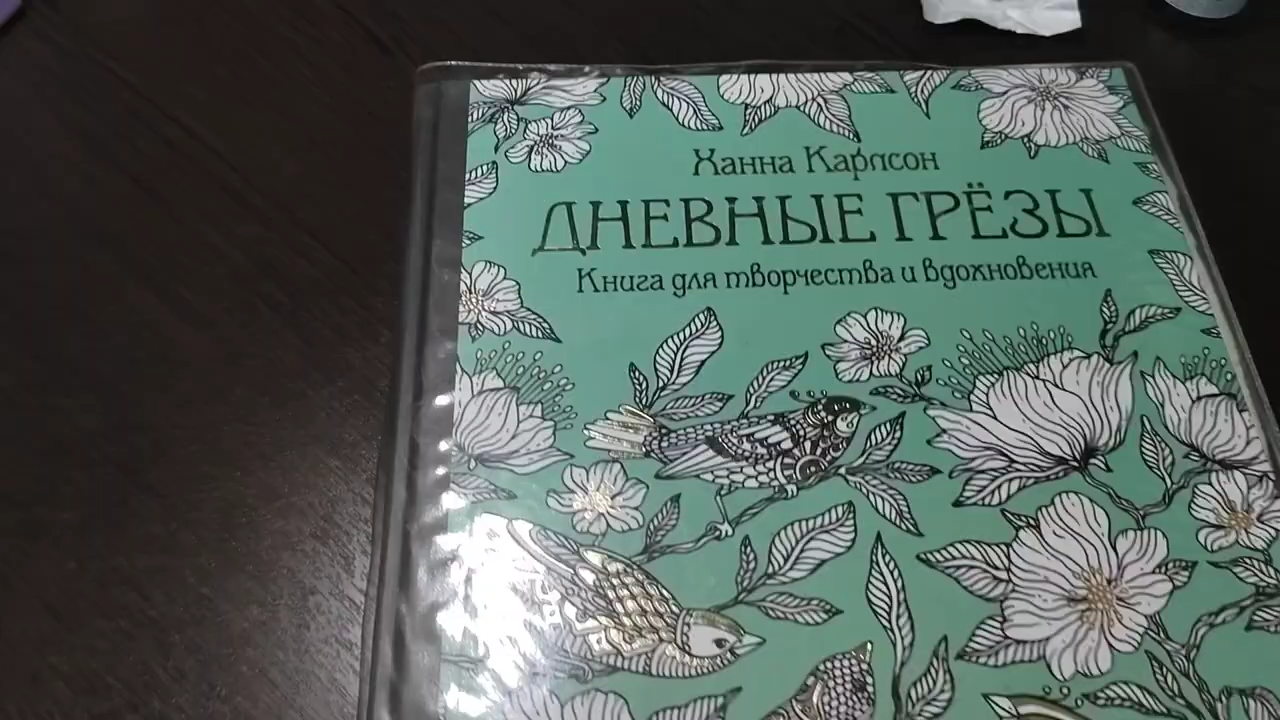 Ханна Карлсон
ДНЕВНЫЕ ГРЁЗЫ
Книга для творчества и вдохновения